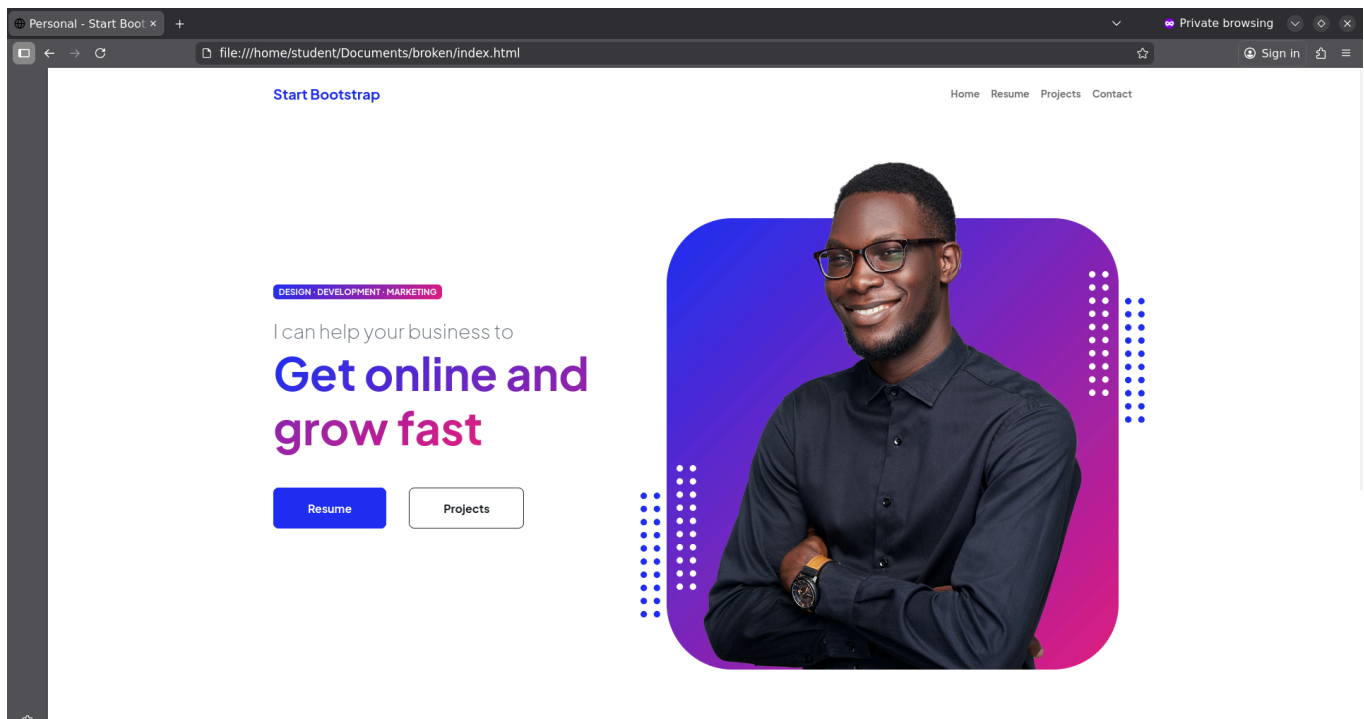 Personal - Start Boot
Private browsing
file:///home/student/Documents/broken/index.html
Sign in
Start Bootstrap
Home Resume Projects Contact
DESIGN · DEVELOPMENT · MARKETING
I can help your business to
Get online and
grow fast
Resume Projects